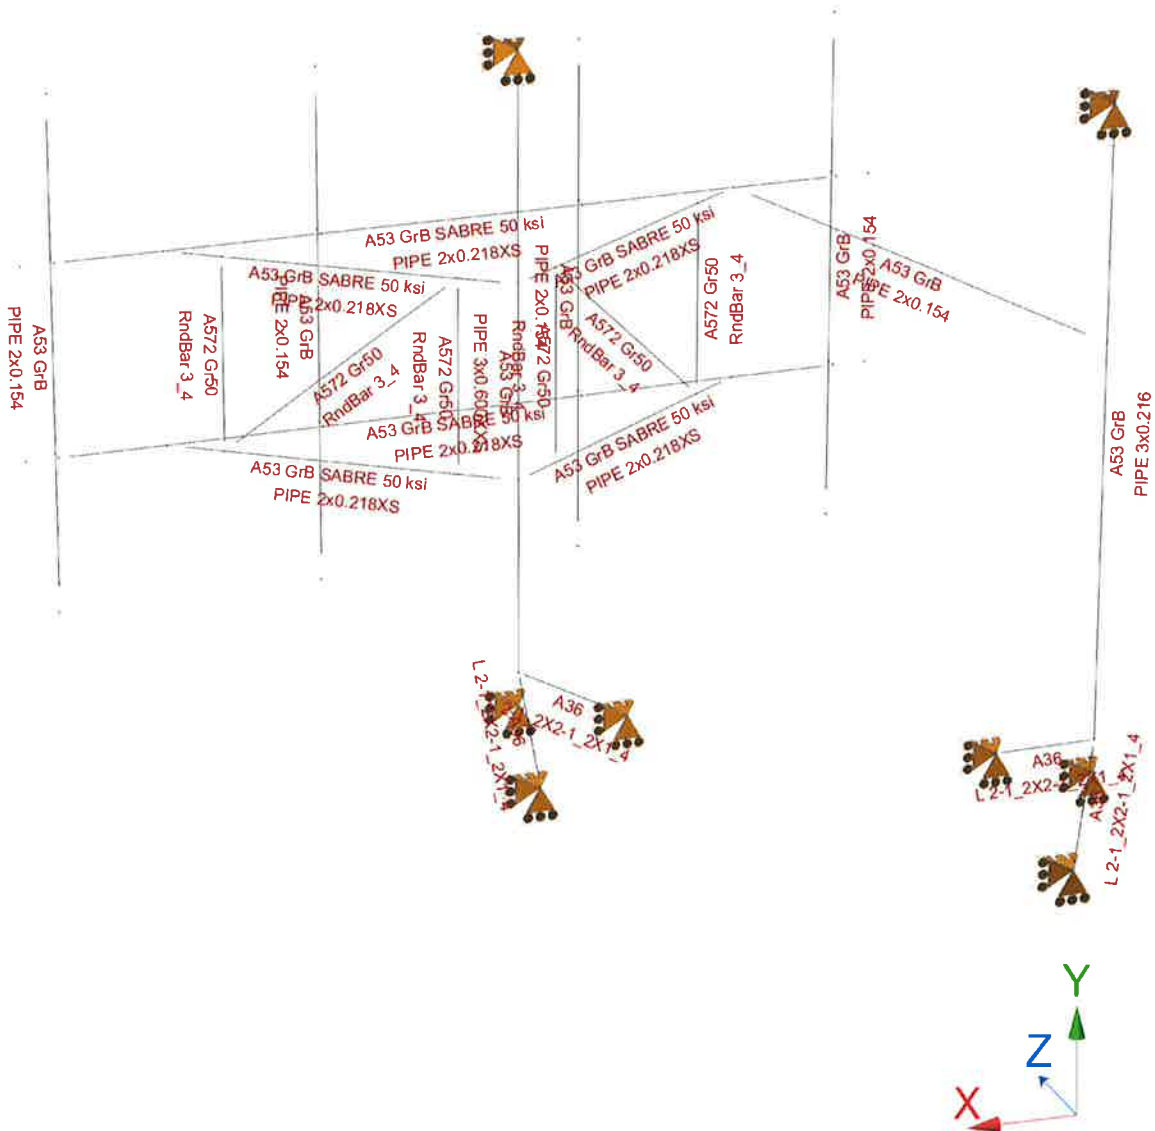 A53 GrB SABRE 50 ksi
PIPE 2x0.218XS
A53 GrB SABRE 50 ksi
PIPE 2x0.218XS
A53 GrB SABRE 50 ksi
PIPE 2x0.218XS
A53 GrB
PIPE 2x0.154
A53 GrB
PIPE 2x0.154
A53 GrB
PIPE 2x0.154
A572 Gr50
RndBar 3_4
A53 GrB
PIPE 2x0.154
A572 Gr50
RndBar 3_4
A572 Gr50
RndBar 3_4
A53 GrB
PIPE 2x0.154
A572 Gr50
RndBar 3_4
A572 Gr50
RndBar 3_4
A572 Gr50
RndBar 3_4
A53 GrB
A53 GrB SABRE 50 ksi
PIPE 2x0.218XS
A53 GrB SABRE 50 ksi
PIPE 2x0.218XS
A53 GrB SABRE 50 ksi
PIPE 2x0.218XS
A53 GrB
PIPE 3x0.216
A36
L 2-1_2X2-1_2X1_4
A36
L 2-1_2X2-1_2X1_4
L 2-1_2X2-1_2X1_4
Y
Z
X